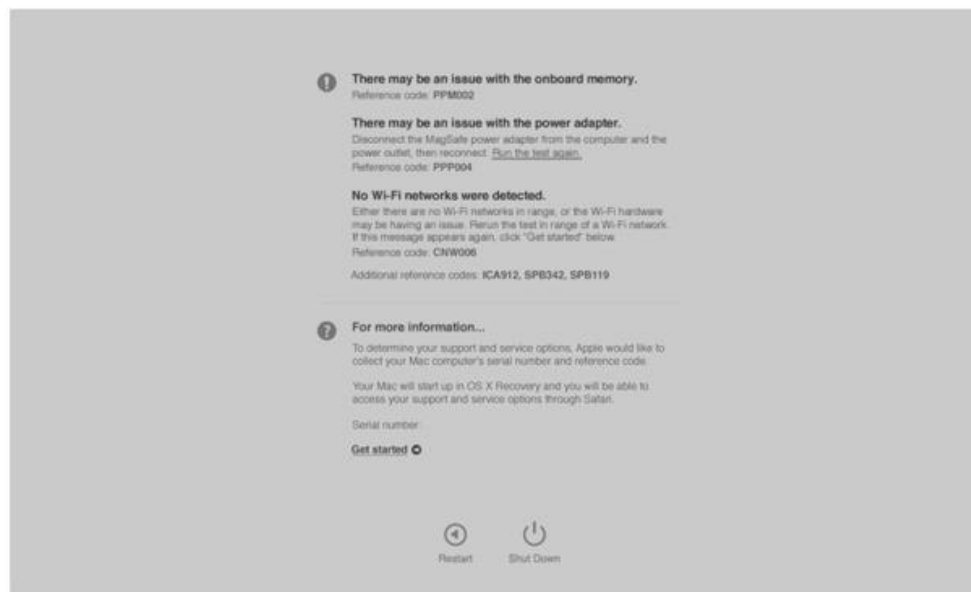 There may be an issue with the onboard memory.
Reference code: PPM002
There may be an issue with the power adapter.
Disconnect the MagSafe power adapter from the computer and the
power outlet, then reconnect. Run the test again.
Reference code: PPP004
No Wi-Fi networks were detected.
Either there are no Wi-Fi networks in range, or the Wi-Fi hardware
may be having an issue. Rerun the test in range of a Wi-Fi network.
If this message appears again, click "Get started" below.
Reference code: CNW006
Additional reference codes: ICA912, SPB342, SPB119
For more information...
To determine your support and service options, Apple would like to
collect your Mac computer's serial number and reference code.
Your Mac will start up in OS X Recovery and you will be able to
access your support and service options through Safari.
Serial number:
Get started
Restart
Shut Down